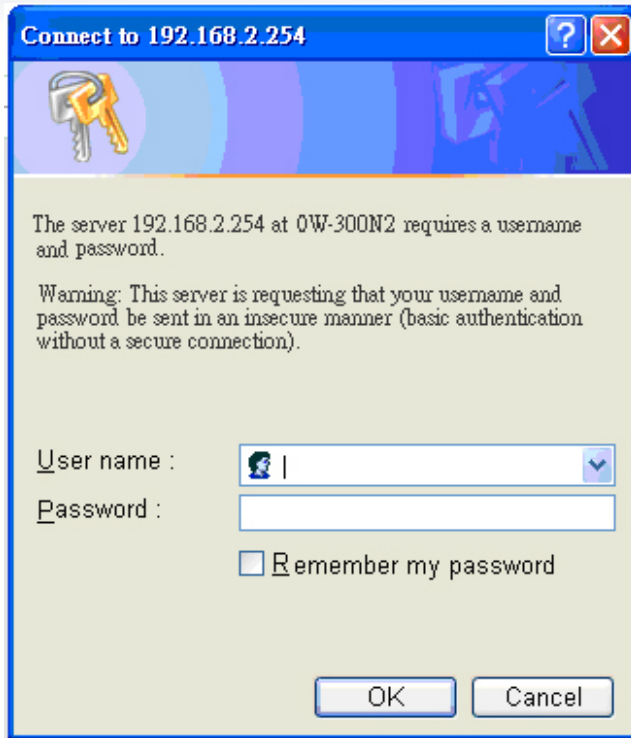 Connect to 192.168.2.254
The server 192.168.2.254 at 0W-300N2 requires a username
and password.
Warning: This server is requesting that your username and
password be sent in an insecure manner (basic authentication
without a secure connection).
User name :
Password :
Remember my password
OK
Cancel